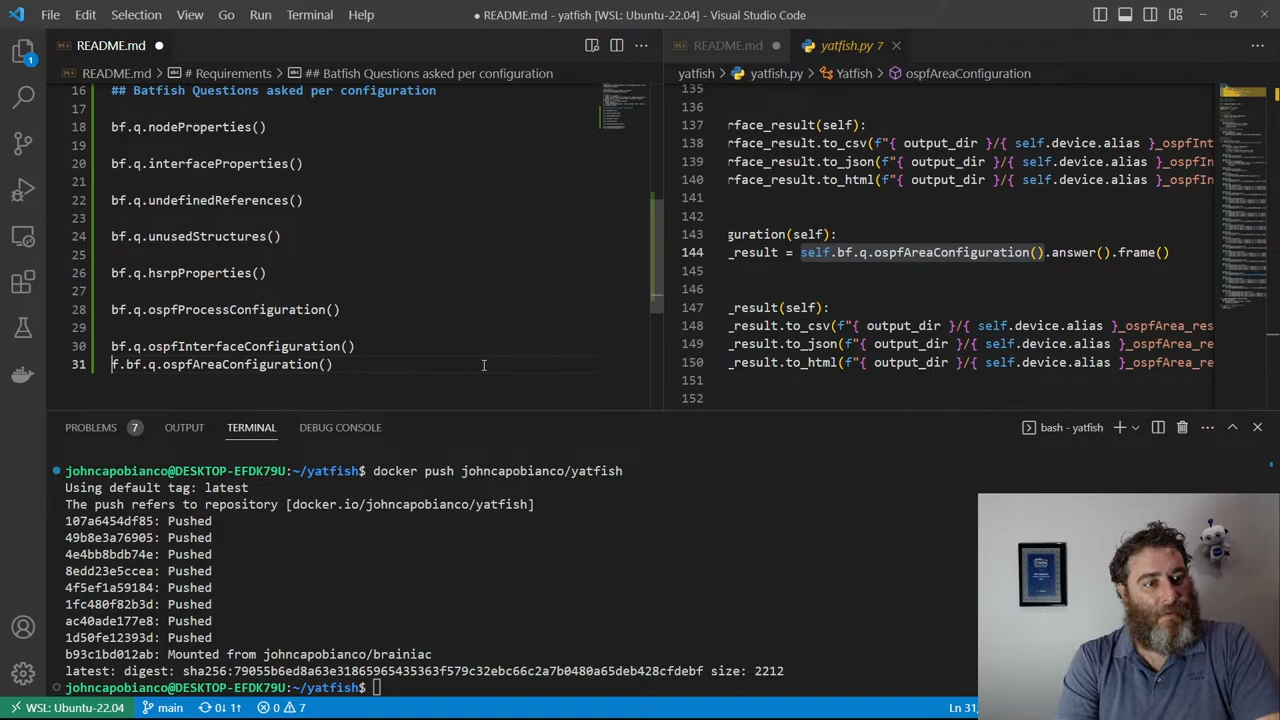 File Edit Selection View Go Run Terminal Help
● README.md - yatfish [WSL: Ubuntu-22.04] - Visual Studio Code
README.md ●
README.md > # Requirements > ## Batfish Questions asked per configuration
16 ## Batfish Questions asked per configuration
17
18 bf.q.nodeProperties()
19
20 bf.q.interfaceProperties()
21
22 bf.q.undefinedReferences()
23
24 bf.q.unusedStructures()
25
26 bf.q.hsrpProperties()
27
28 bf.q.ospfProcessConfiguration()
29
30 bf.q.ospfInterfaceConfiguration()
31 f.bf.q.ospfAreaConfiguration()
README.md ● yatfish.py 7
yatfish > yatfish.py > Yatfish > ospfAreaConfiguration
135
136
137 rface_result(self):
138 rface_result.to_csv(f"{ output_dir }/{ self.device.alias }_ospfInt
139 rface_result.to_json(f"{ output_dir }/{ self.device.alias }_ospfIn
140 rface_result.to_html(f"{ output_dir }/{ self.device.alias }_ospfIn
141
142
143 guration(self):
144 _result = self.bf.q.ospfAreaConfiguration().answer().frame()
145
146
147 _result(self):
148 _result.to_csv(f"{ output_dir }/{ self.device.alias }_ospfArea_res
149 _result.to_json(f"{ output_dir }/{ self.device.alias }_ospfArea_re
150 _result.to_html(f"{ output_dir }/{ self.device.alias }_ospfArea_re
151
152
PROBLEMS 7 OUTPUT TERMINAL DEBUG CONSOLE
bash - yatfish
johncapobianco@DESKTOP-EFDK79U:~/yatfish$ docker push johncapobianco/yatfish
Using default tag: latest
The push refers to repository [docker.io/johncapobianco/yatfish]
107a6454df85: Pushed
49b8e3a76905: Pushed
4e4bb8bdb74e: Pushed
8edd23e5ccea: Pushed
4f5ef1a59184: Pushed
1fc480f82b3d: Pushed
ac40ade177e8: Pushed
1d50fe12393d: Pushed
b93c1bd012ab: Mounted from johncapobianco/brainiac
latest: digest: sha256:79055b6ed8a63e31865965435363f579c32ebc66c2a7b0480a65deb428cfdebf size: 2212
johncapobianco@DESKTOP-EFDK79U:~/yatfish$
WSL: Ubuntu-22.04 main 0↓ 1↑ 0 7 Ln 31,